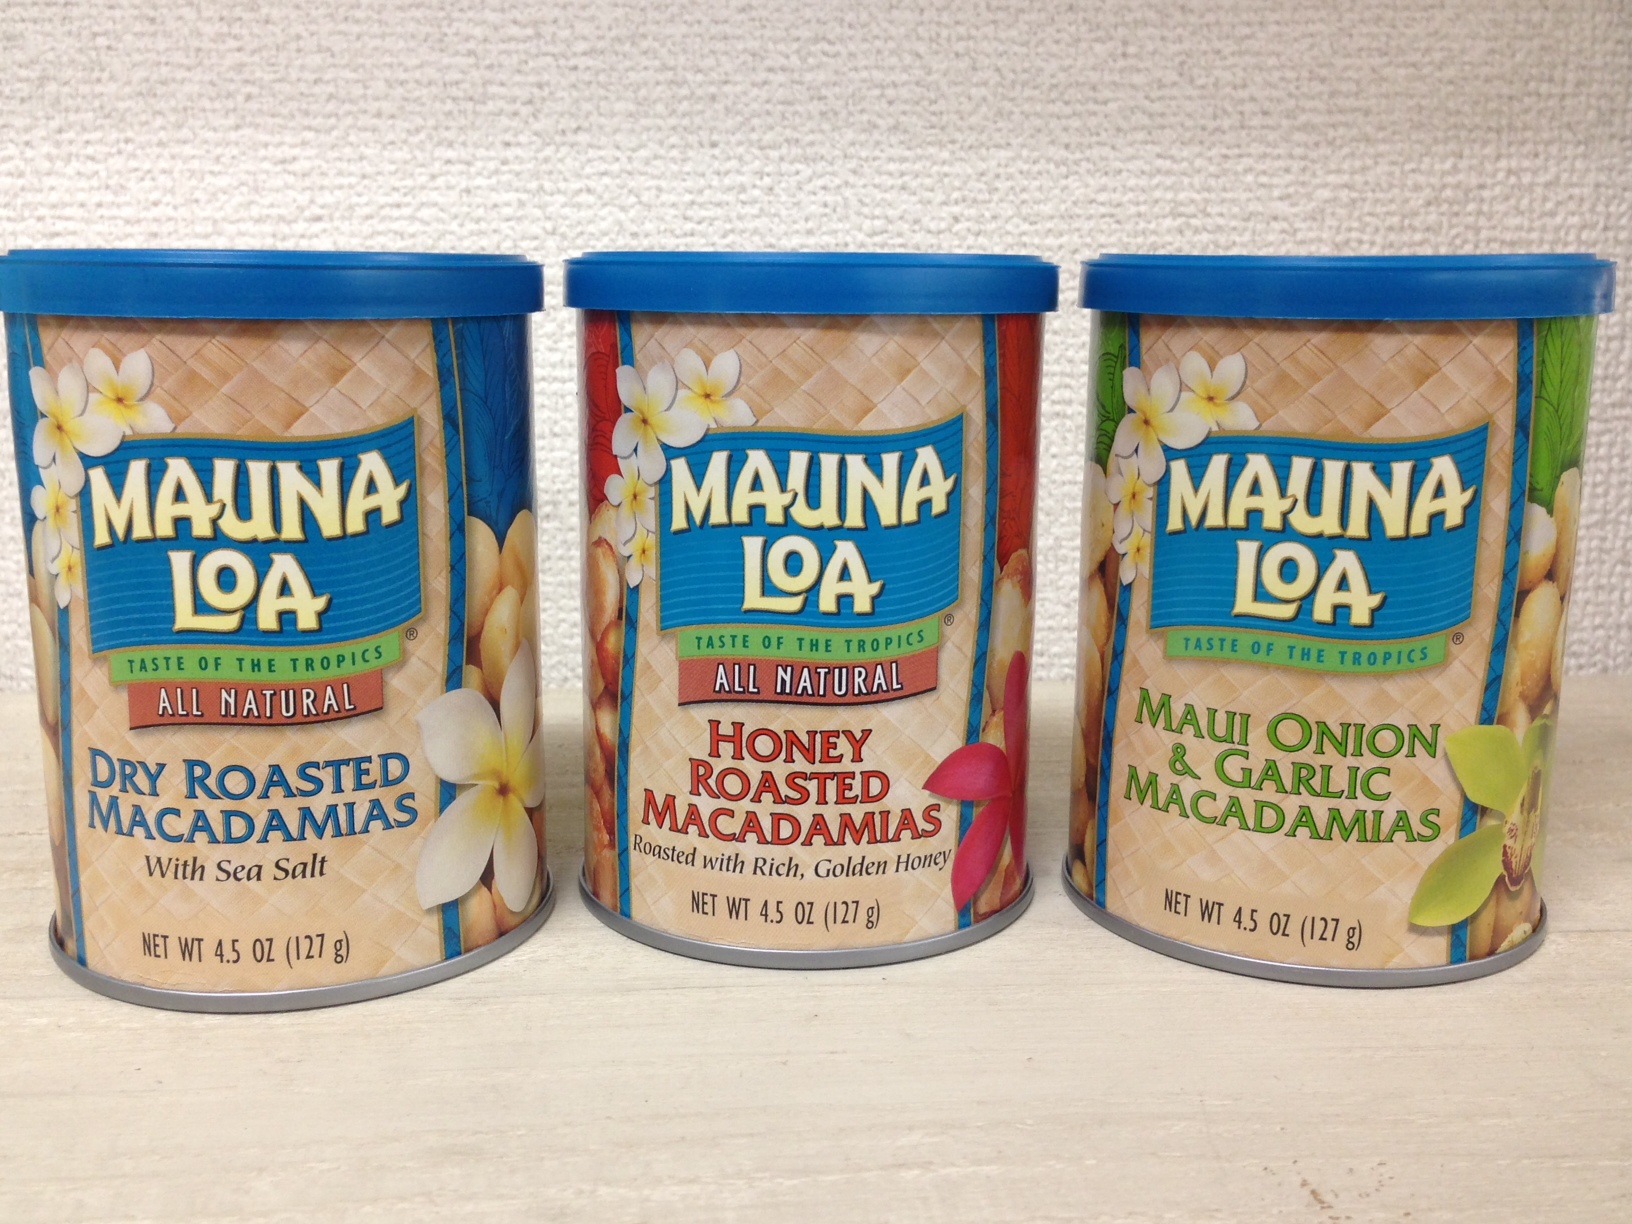 MAUNA
LOA
®
TASTE OF THE TROPICS
ALL NATURAL
DRY ROASTED
MACADAMIAS
With Sea Salt
NET WT 4.5 OZ (127 g)
MAUNA
LOA
®
TASTE OF THE TROPICS
ALL NATURAL
HONEY
ROASTED
MACADAMIAS
Roasted with Rich, Golden Honey
NET WT 4.5 OZ (127 g)
MAUNA
LOA
®
TASTE OF THE TROPICS
MAUI ONION
& GARLIC
MACADAMIAS
NET WT 4.5 OZ (127 g)